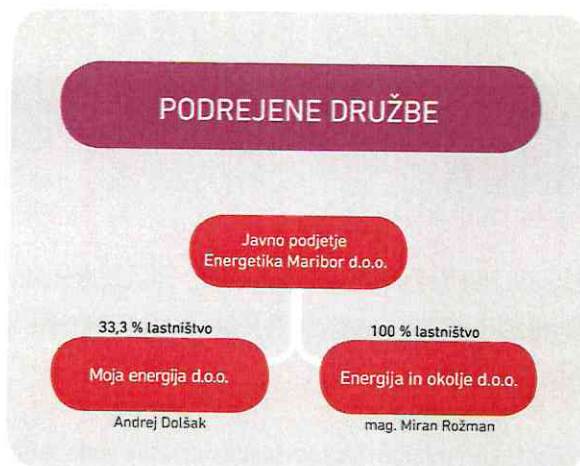 PODREJENE DRUŽBE
Javno podjetje
Energetika Maribor d.o.o.
33,3 % lastništvo
Moja energija d.o.o.
Andrej Dolšak
100 % lastništvo
Energija in okolje d.o.o.
mag. Miran Rožman